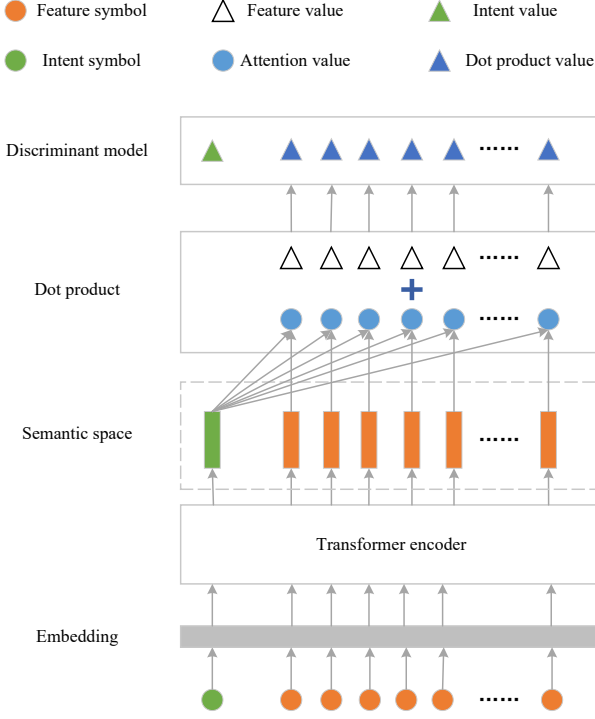 Feature symbol Feature value Intent value
Intent symbol Attention value Dot product value
Discriminant model ......
Dot product ......
+
......
Semantic space ......
Transformer encoder
Embedding
......